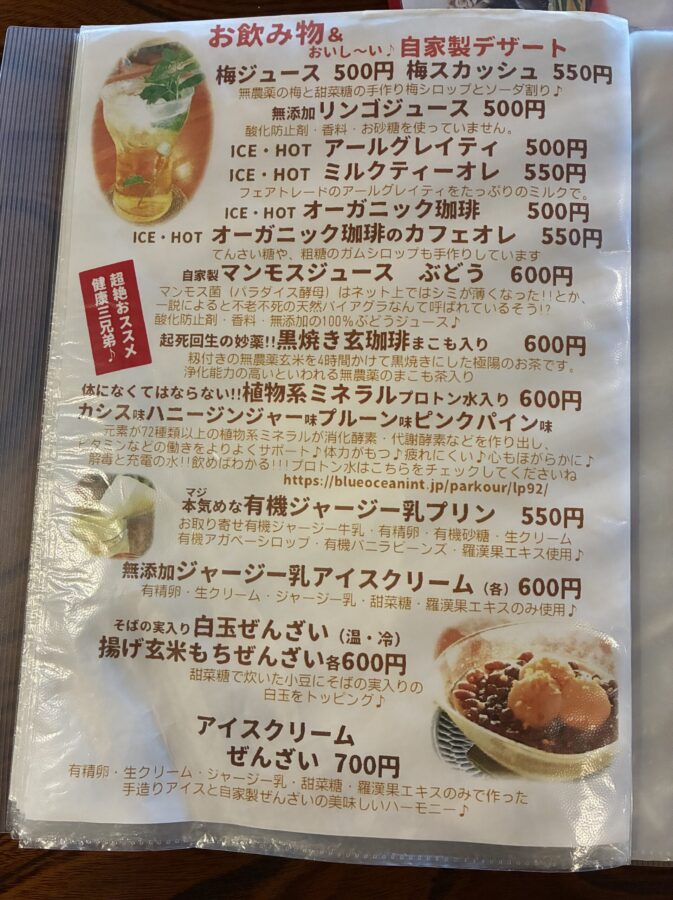 お飲み物&
おいし～い♪自家製デザート
梅ジュース 500円 梅スカッシュ 550円
無農薬の梅と甜菜糖の手作り梅シロップとソーダ割り♪
無添加リンゴジュース 500円
酸化防止剤・香料・お砂糖を使っていません。
ICE・HOT アールグレイティ 500円
ICE・HOT ミルクティーオレ 550円
フェアトレードのアールグレイティをたっぷりのミルクで。
ICE・HOT オーガニック珈琲 500円
ICE・HOT オーガニック珈琲のカフェオレ 550円
てんさい糖や、粗糖のガムシロップも手作りしています
超絶おススメ
健康三兄弟♪
自家製マンモスジュース ぶどう 600円
マンモス菌（パラダイス酵母）はネット上ではシミが薄くなった!!とか、
一説によると不老不死の天然バイアグラなんて呼ばれているそう!?
酸化防止剤・香料・無添加の100%ぶどうジュース♪
起死回生の妙薬!!黒焼き玄珈琲まこも入り 600円
籾付きの無農薬玄米を4時間かけて黒焼きにした極陽のお茶です。
浄化能力の高いといわれる無農薬のまこも茶入り
体になくてはならない!!植物系ミネラルプロトン水入り 600円
カシス味ハニージンジャー味プルーン味ピンクパイン味
元素が72種類以上の植物系ミネラルが消化酵素・代謝酵素などを作り出し、
ビタミンなどの働きをよりよくサポート♪体力がもつ♪疲れにくい♪心もほがらかに♪
解毒と充電の水!!飲めばわかる!!!プロトン水はこちらをチェックしてくださいね
https://blueoceanint.jp/parkour/lp92/
マジ
本気めな有機ジャージー乳プリン 550円
お取り寄せ有機ジャージー牛乳・有精卵・有機砂糖・生クリーム
有機アガベーシロップ・有機バニラビーンズ・羅漢果エキス使用♪
無添加ジャージー乳アイスクリーム（各）600円
有精卵・生クリーム・ジャージー乳・甜菜糖・羅漢果エキスのみ使用♪
そばの実入り白玉ぜんざい（温・冷）
揚げ玄米もちぜんざい各600円
甜菜糖で炊いた小豆にそばの実入りの
白玉をトッピング♪
アイスクリーム
ぜんざい 700円
有精卵・生クリーム・ジャージー乳・甜菜糖・羅漢果エキスのみで作った
手造りアイスと自家製ぜんざいの美味しいハーモニー♪